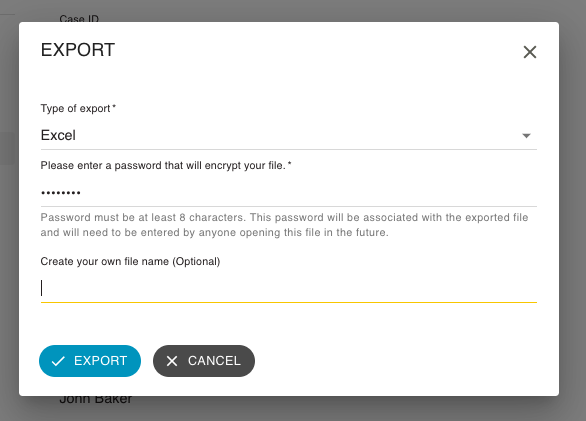 Case ID
EXPORT
Type of export*
Excel
Please enter a password that will encrypt your file.*
••••••••
Password must be at least 8 characters. This password will be associated with the exported file
and will need to be entered by anyone opening this file in the future.
Create your own file name (Optional)
EXPORT
CANCEL
John Baker